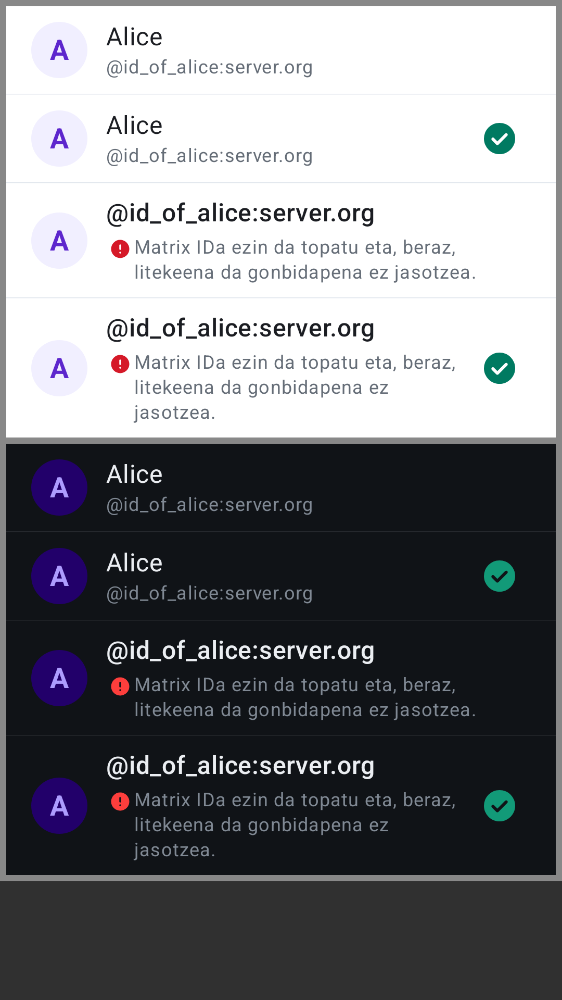 A
Alice
@id_of_alice:server.org
A
Alice
@id_of_alice:server.org
A
@id_of_alice:server.org
Matrix IDa ezin da topatu eta, beraz,
litekeena da gonbidapena ez jasotzea.
A
@id_of_alice:server.org
Matrix IDa ezin da topatu eta, beraz,
litekeena da gonbidapena ez
jasotzea.
A
Alice
@id_of_alice:server.org
A
Alice
@id_of_alice:server.org
A
@id_of_alice:server.org
Matrix IDa ezin da topatu eta, beraz,
litekeena da gonbidapena ez jasotzea.
A
@id_of_alice:server.org
Matrix IDa ezin da topatu eta, beraz,
litekeena da gonbidapena ez
jasotzea.